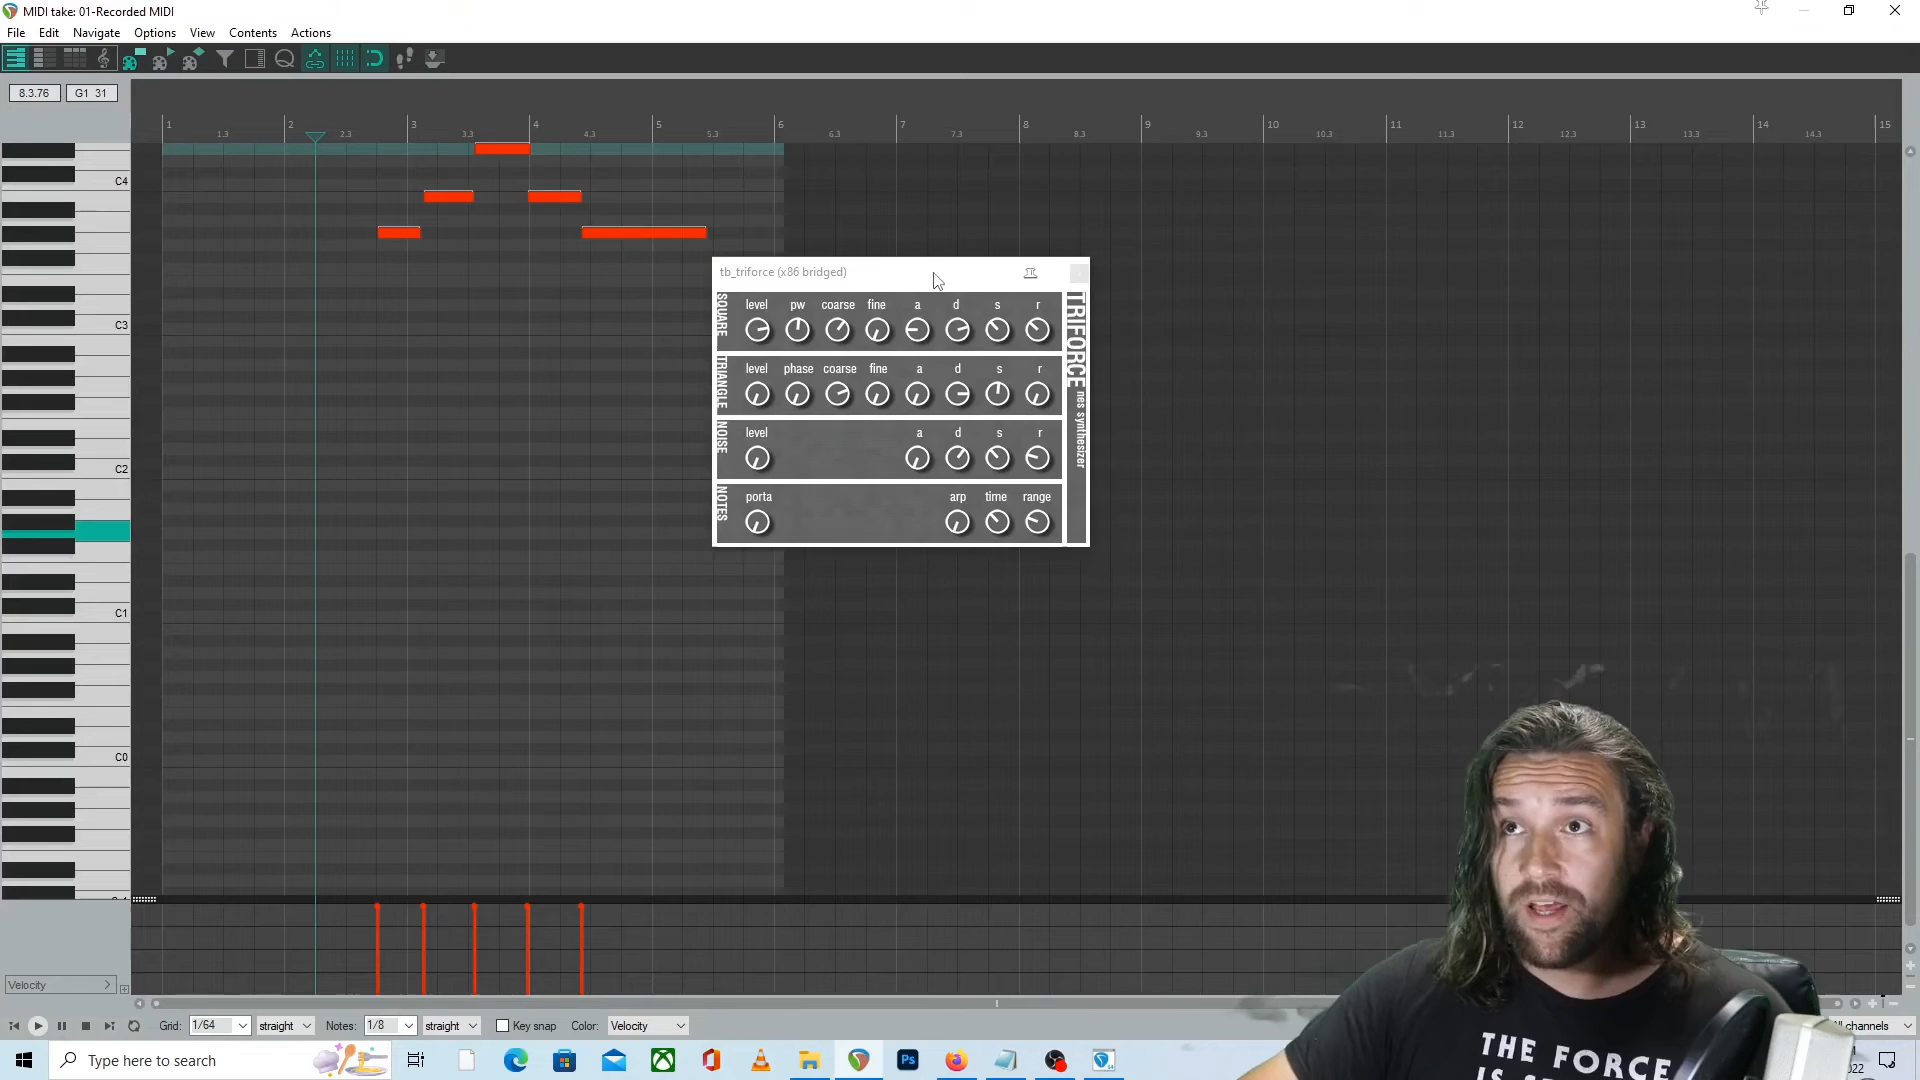 MIDI take: 01-Recorded MIDI
File Edit Navigate Options View Contents Actions
8.3.76 G1 31
1 1.3 2 2.3 3 3.3 4 4.3 5 5.3 6 6.3 7 7.3 8 8.3 9 9.3 10 10.3 11 11.3 12 12.3 13 13.3 14 14.3 15
C4
C3
C2
C1
C0
tb_triforce (x86 bridged)
SQUARE level pw coarse fine a d s r
TRIANGLE level phase coarse fine a d s r
NOISE level a d s r
NOTES porta arp time range
TRIFORCE nes synthesizer
Velocity
Grid: 1/64 straight Notes: 1/8 straight Key snap Color: Velocity channels
Type here to search
Ps
THE FORCE